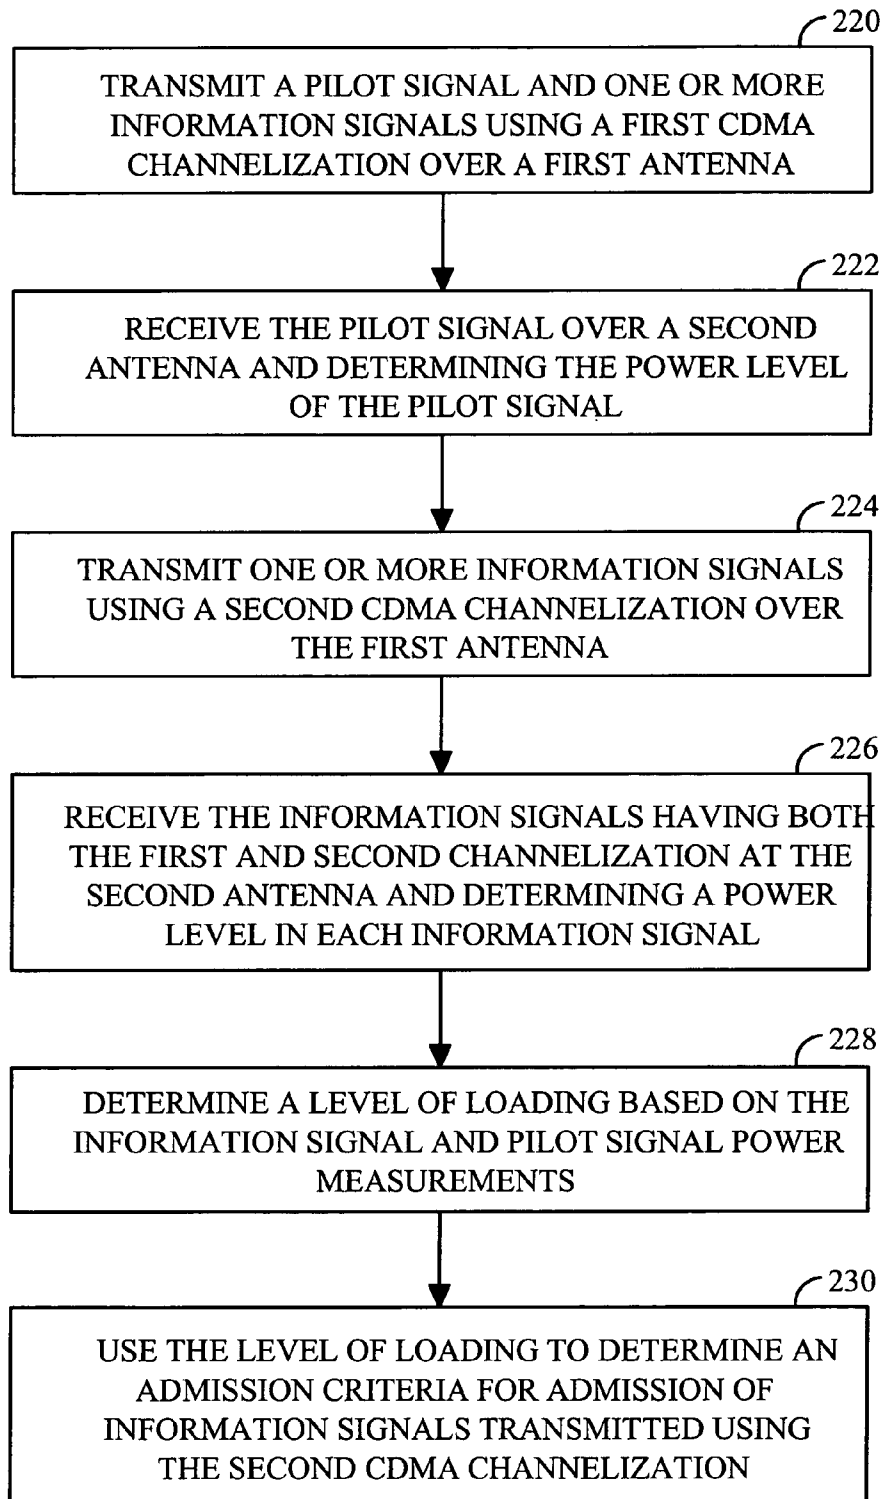 220
TRANSMIT A PILOT SIGNAL AND ONE OR MORE
INFORMATION SIGNALS USING A FIRST CDMA
CHANNELIZATION OVER A FIRST ANTENNA
222
RECEIVE THE PILOT SIGNAL OVER A SECOND
ANTENNA AND DETERMINING THE POWER LEVEL
OF THE PILOT SIGNAL
224
TRANSMIT ONE OR MORE INFORMATION SIGNALS
USING A SECOND CDMA CHANNELIZATION OVER
THE FIRST ANTENNA
226
RECEIVE THE INFORMATION SIGNALS HAVING BOTH
THE FIRST AND SECOND CHANNELIZATION AT THE
SECOND ANTENNA AND DETERMINING A POWER
LEVEL IN EACH INFORMATION SIGNAL
228
DETERMINE A LEVEL OF LOADING BASED ON THE
INFORMATION SIGNAL AND PILOT SIGNAL POWER
MEASUREMENTS
230
USE THE LEVEL OF LOADING TO DETERMINE AN
ADMISSION CRITERIA FOR ADMISSION OF
INFORMATION SIGNALS TRANSMITTED USING
THE SECOND CDMA CHANNELIZATION